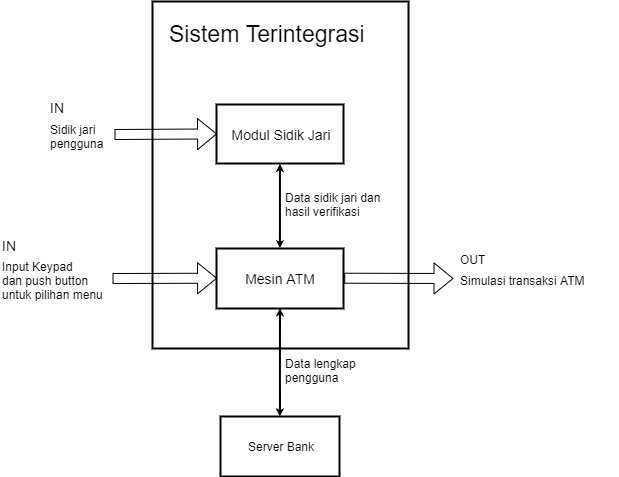 Sistem Terintegrasi
IN
Sidik jari
pengguna
Modul Sidik Jari
Data sidik jari dan
hasil verifikasi
IN
Input Keypad
dan push button
untuk pilihan menu
Mesin ATM
OUT
Simulasi transaksi ATM
Data lengkap
pengguna
Server Bank